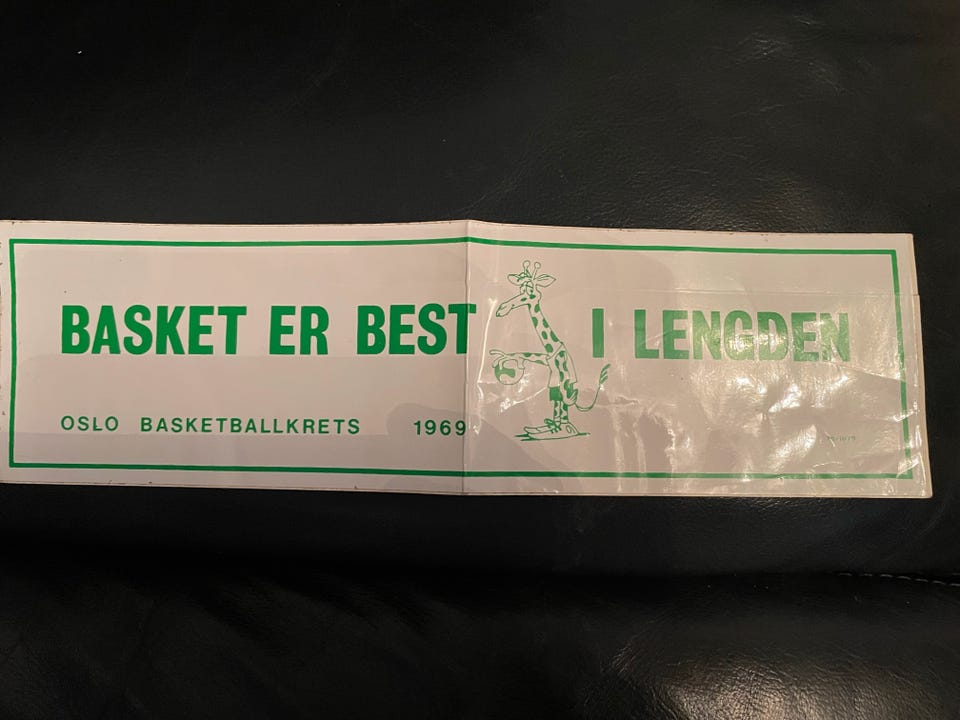 BASKET ER BEST I LENGDEN
OSLO BASKETBALLKRETS 1969